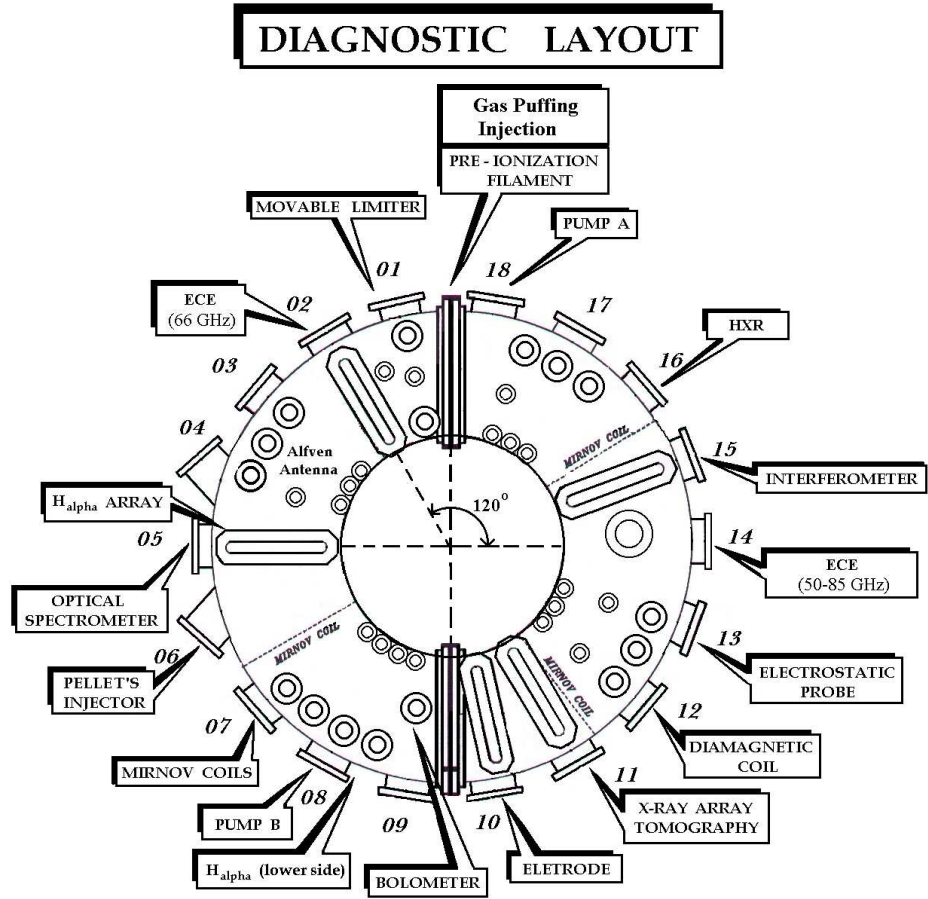 DIAGNOSTIC LAYOUT
Gas Puffing
Injection
PRE - IONIZATION
FILAMENT
MOVABLE LIMITER
PUMP A
01
18
ECE
(66 GHz)
02
17
HXR
03
16
04
MIRNOV COIL
15
Alfven
Antenna
INTERFEROMETER
Halpha ARRAY
120o
05
14
ECE
(50-85 GHz)
OPTICAL
SPECTROMETER
13
06
MIRNOV COIL
MIRNOV COIL
ELECTROSTATIC
PROBE
PELLET'S
INJECTOR
07
12
DIAMAGNETIC
COIL
MIRNOV COILS
11
08
09
10
X-RAY ARRAY
TOMOGRAPHY
PUMP B
Halpha (lower side)
BOLOMETER
ELETRODE